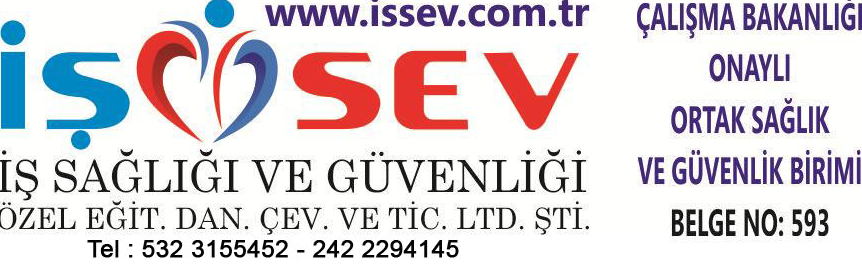 www.issev.com.tr
İŞ SEV
İŞ SAĞLIĞI VE GÜVENLİĞİ
ÖZEL EĞİT. DAN. ÇEV. VE TİC. LTD. ŞTİ.
Tel : 532 3155452 - 242 2294145
ÇALIŞMA BAKANLIĞI
ONAYLI
ORTAK SAĞLIK
VE GÜVENLİK BİRİMİ
BELGE NO: 593